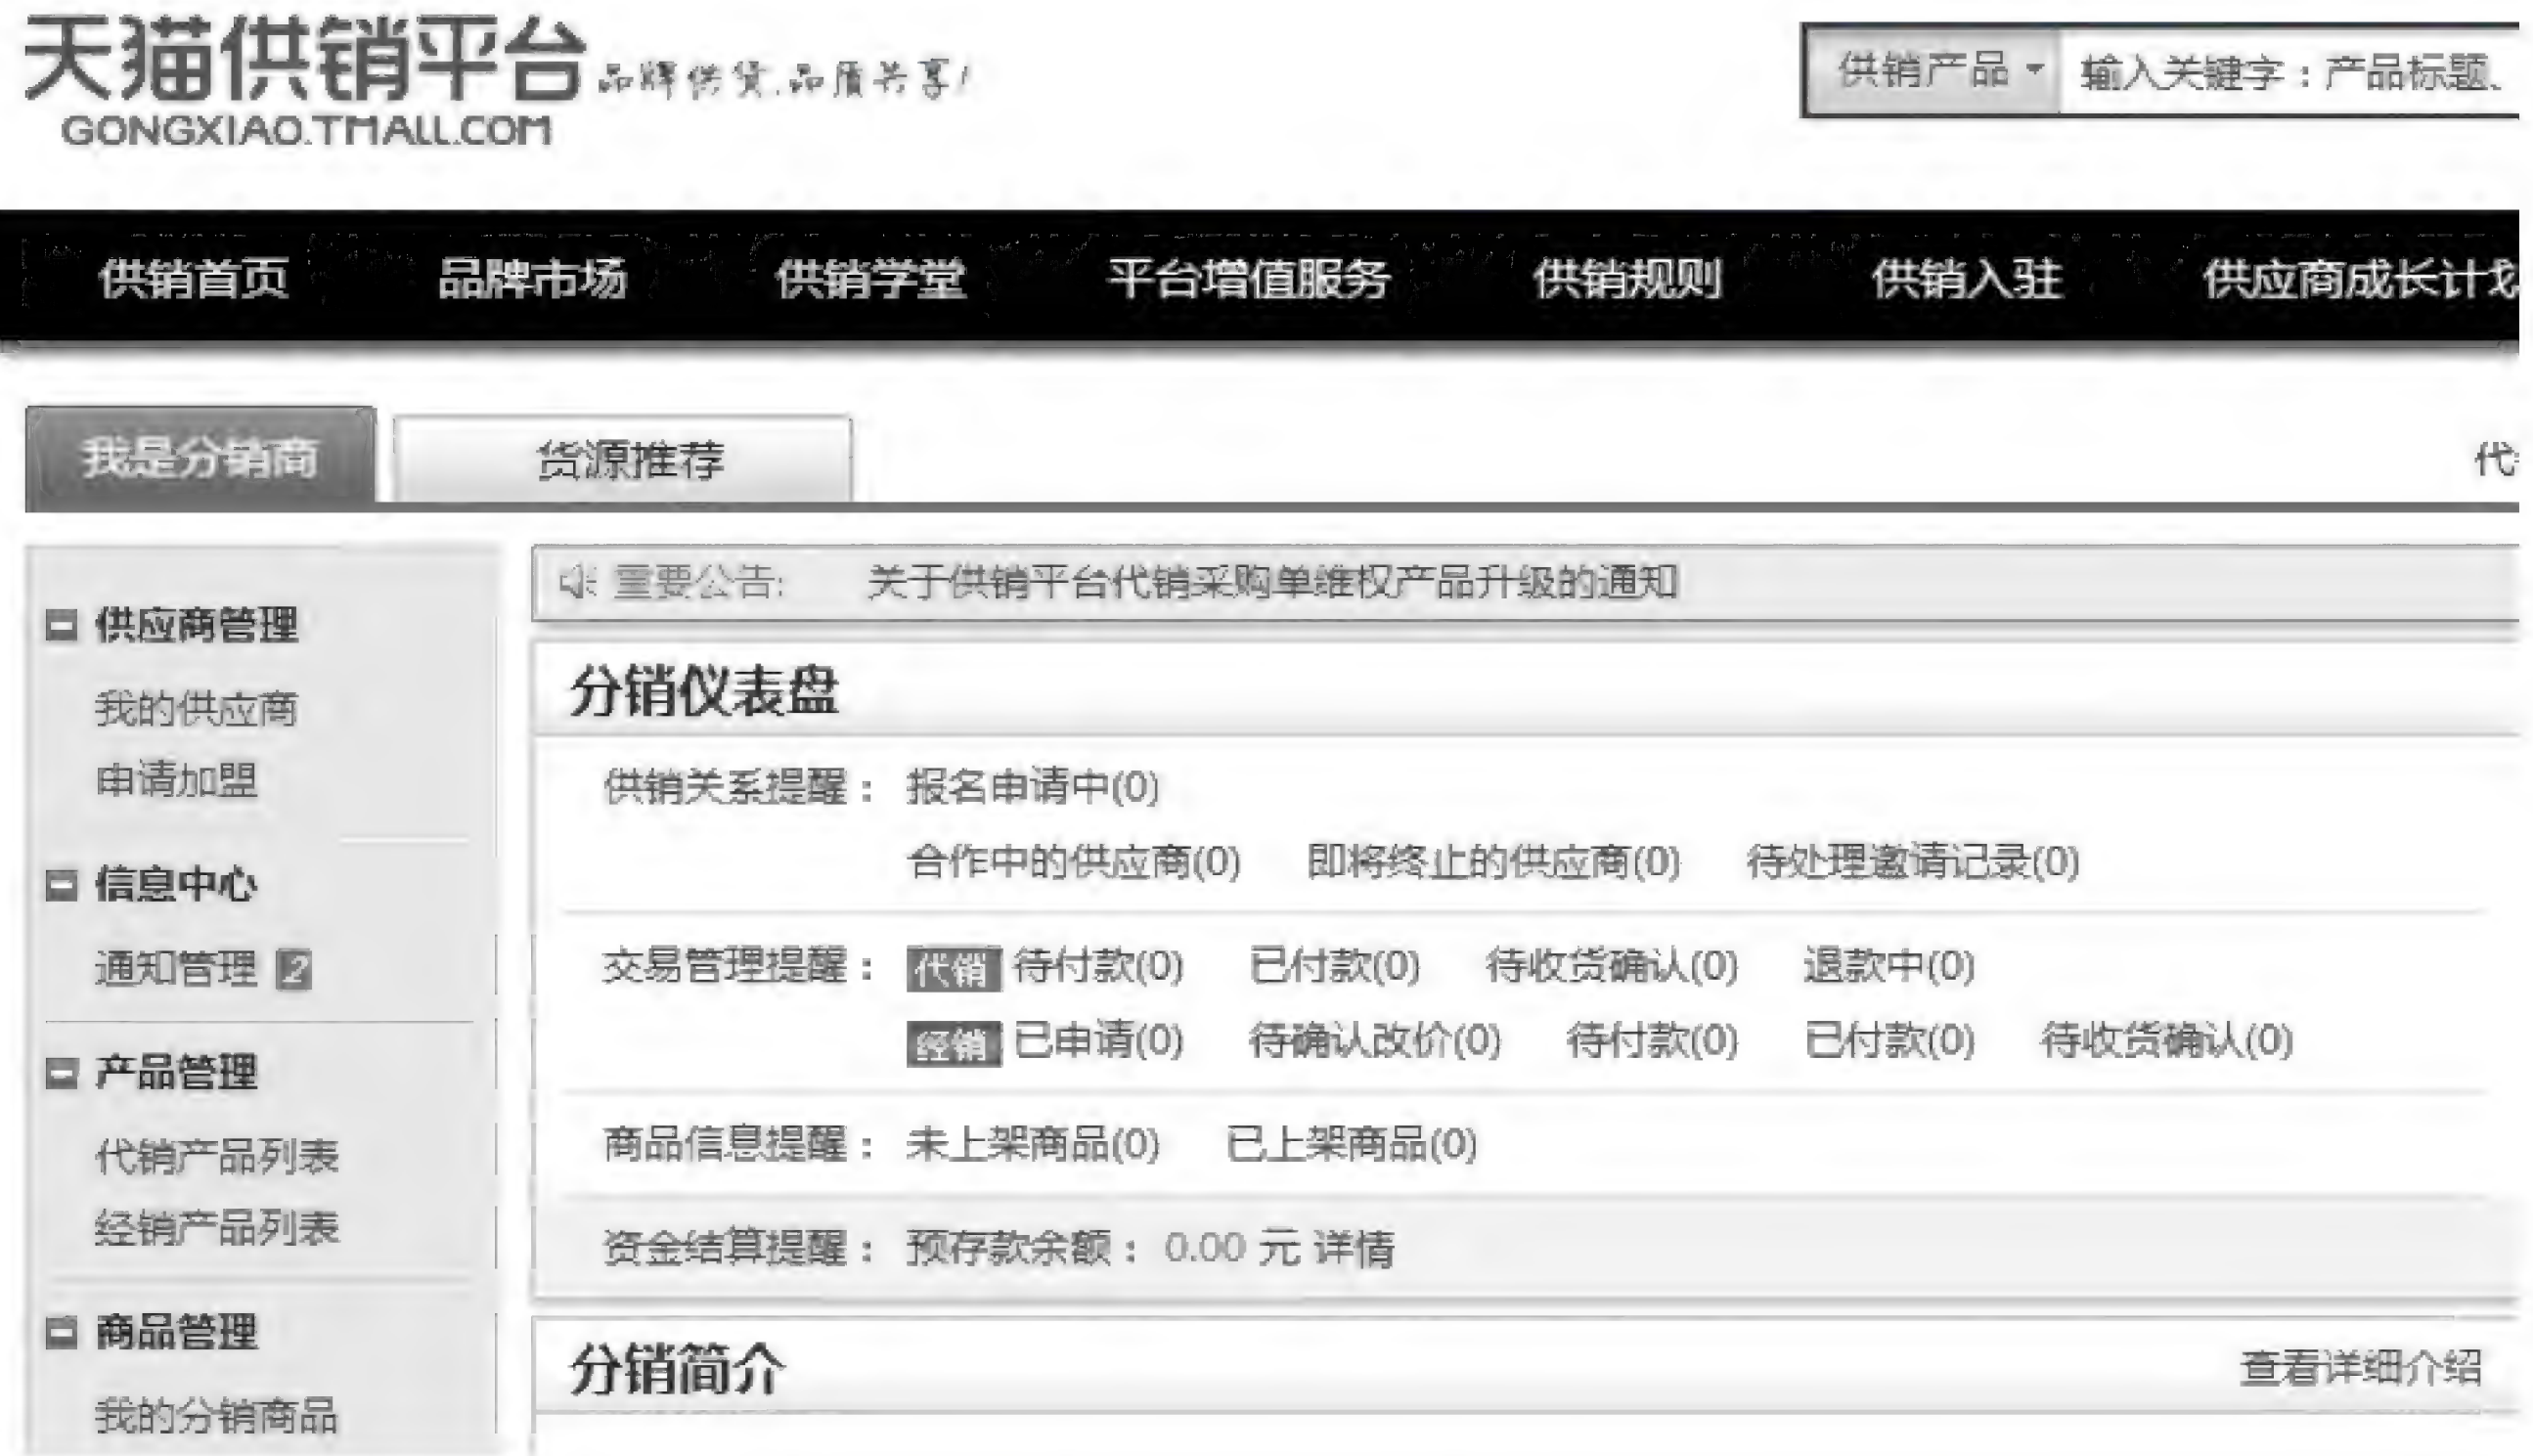 天猫供销平台 品牌供货.品质共享!
GONGXIAO.TMALL.COM
供销产品 输入关键字：产品标题、
供销首页 品牌市场 供销学堂 平台增值服务 供销规则 供销入驻 供应商成长计划
我是分销商 货源推荐 代
重要公告: 关于供销平台代销采购单维权产品升级的通知
供应商管理
我的供应商
申请加盟
信息中心
通知管理 2
产品管理
代销产品列表
经销产品列表
商品管理
我的分销商品
分销仪表盘
供销关系提醒： 报名申请中(0)
合作中的供应商(0) 即将终止的供应商(0) 待处理邀请记录(0)
交易管理提醒： 代销 待付款(0) 已付款(0) 待收货确认(0) 退款中(0)
经销 已申请(0) 待确认改价(0) 待付款(0) 已付款(0) 待收货确认(0)
商品信息提醒： 未上架商品(0) 已上架商品(0)
资金结算提醒： 预存款余额： 0.00 元 详情
分销简介 查看详细介绍